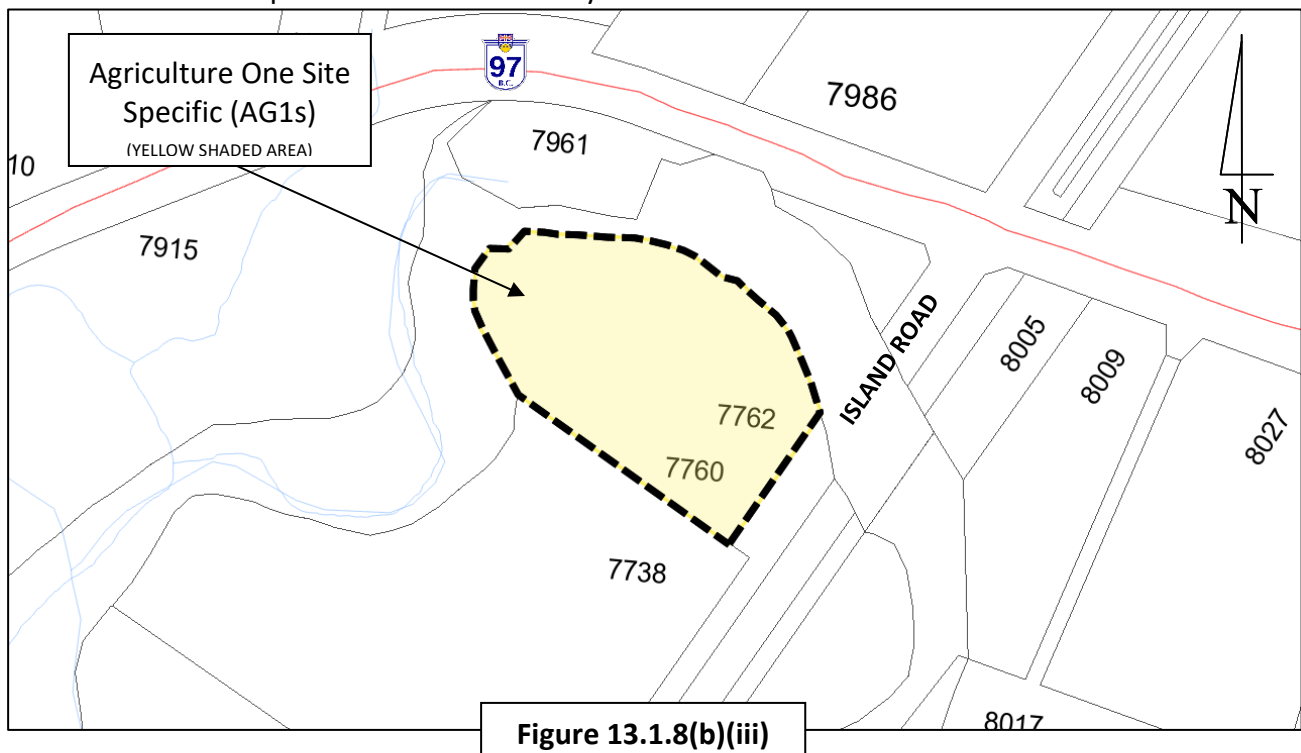 Agriculture One Site
Specific (AG1s)
(YELLOW SHADED AREA)
97
B.C.
7986
7961
10
N
7915
ISLAND ROAD
8005
8009
7762
8027
7760
7738
8017
Figure 13.1.8(b)(iii)